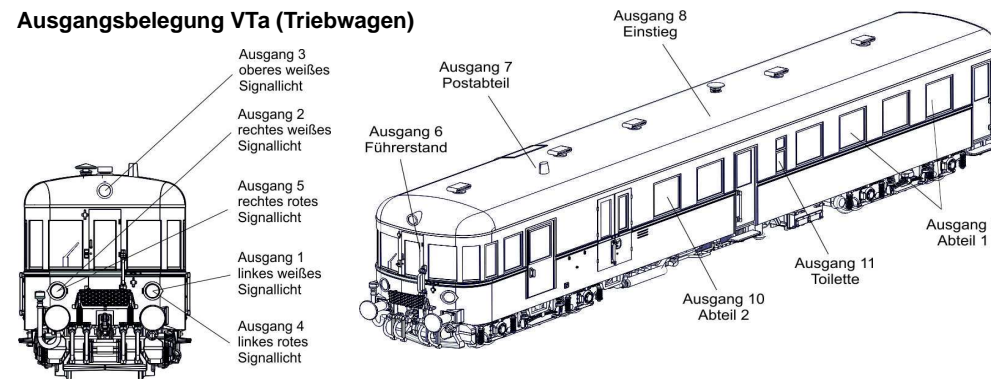 Ausgangsbelegung VTa (Triebwagen)
Ausgang 3
oberes weißes
Signallicht
Ausgang 2
rechtes weißes
Signallicht
Ausgang 5
rechtes rotes
Signallicht
Ausgang 1
linkes weißes
Signallicht
Ausgang 4
linkes rotes
Signallicht
Ausgang 8
Einstieg
Ausgang 7
Postabteil
Ausgang 6
Führerstand
Ausgang
Abteil 1
Ausgang 11
Toilette
Ausgang 10
Abteil 2